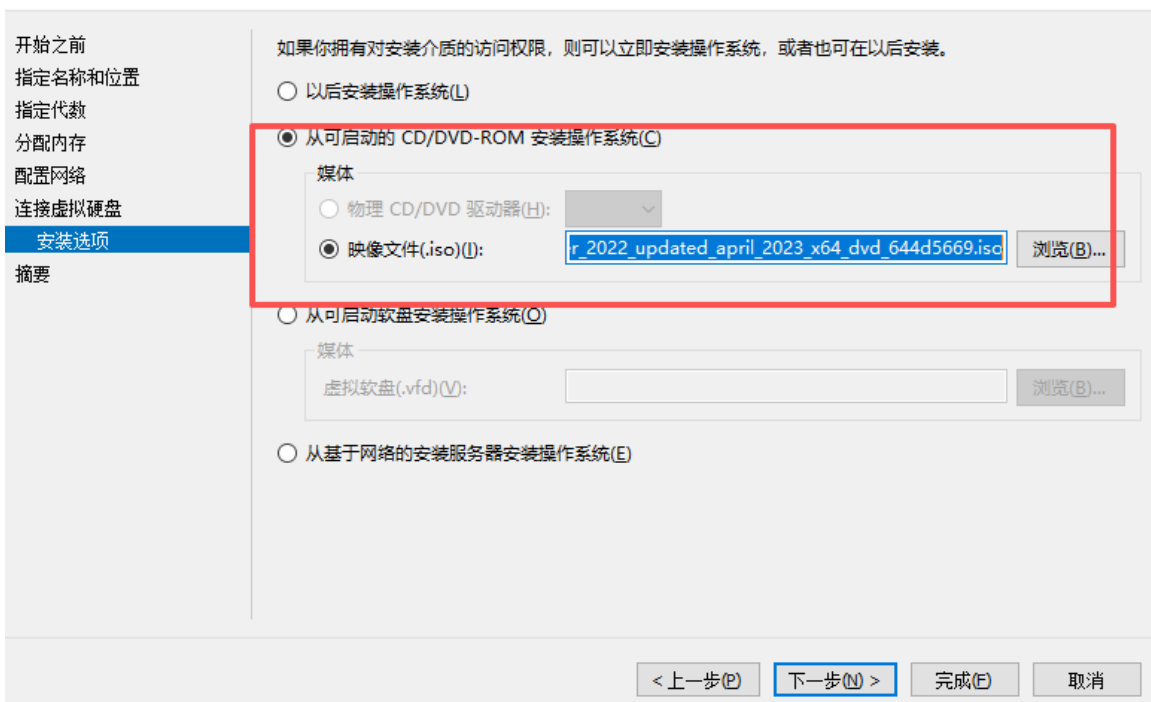 开始之前
指定名称和位置
指定代数
分配内存
配置网络
连接虚拟硬盘
安装选项
摘要
如果你拥有对安装介质的访问权限，则可以立即安装操作系统，或者也可在以后安装。
以后安装操作系统(L)
从可启动的 CD/DVD-ROM 安装操作系统(C)
媒体
物理 CD/DVD 驱动器(H):
映像文件(.iso)(I): r_2022_updated_april_2023_x64_dvd_644d5669.iso 浏览(B)...
从可启动软盘安装操作系统(O)
媒体
虚拟软盘(.vfd)(V): 浏览(B)...
从基于网络的安装服务器安装操作系统(E)
<上一步(P) 下一步(N) > 完成(F) 取消